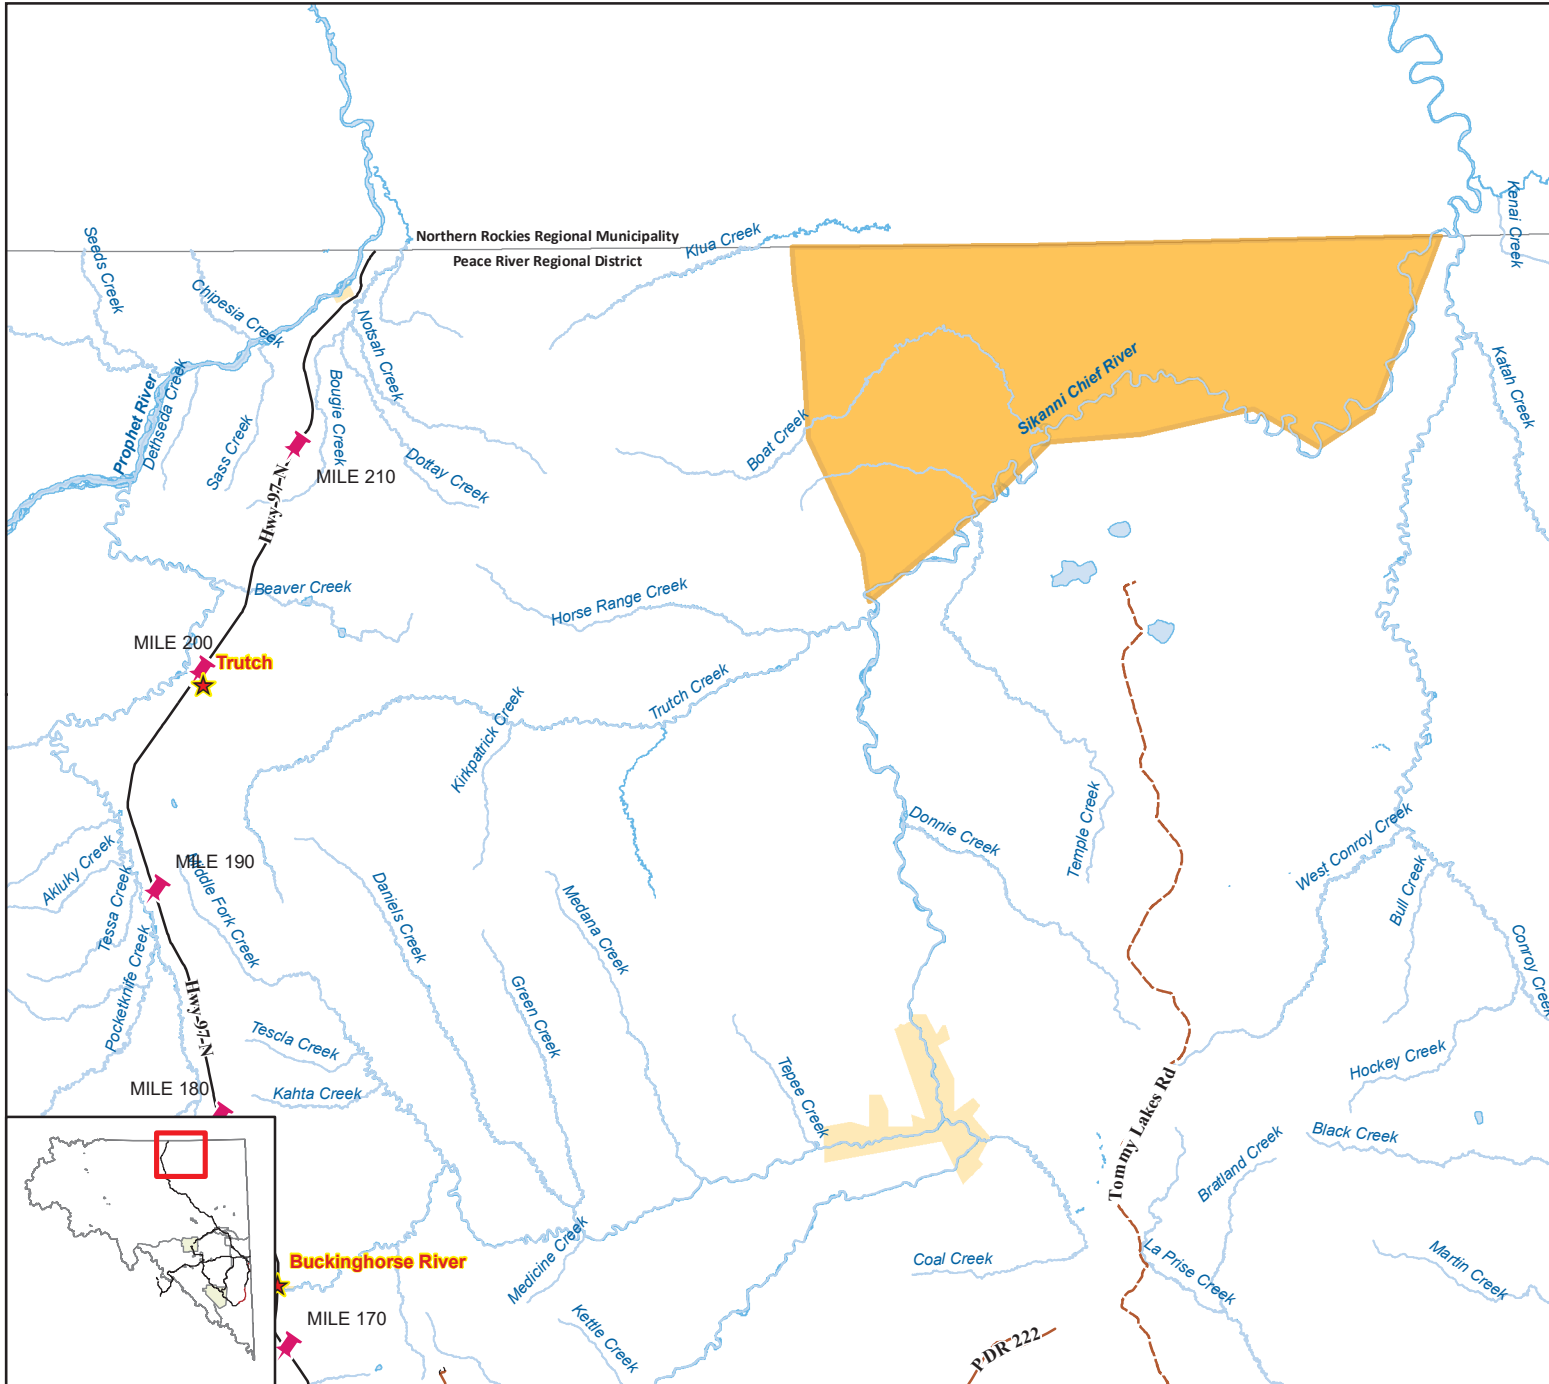 Northern Rockies Regional Municipality
Peace River Regional District
Klua Creek
Kenai Creek
Seeds Creek
Chipesia Creek
Notsah Creek
Katah Creek
Sikanni Chief River
Prophet River
Dethseda Creek
Bougie Creek
Sass Creek
Boat Creek
Dottay Creek
MILE 210
Hwy-97-N
Beaver Creek
Horse Range Creek
MILE 200
Trutch
Trutch Creek
Kirkpatrick Creek
Temple Creek
Donnie Creek
West Conroy Creek
Akluky Creek
MILE 190
Middle Fork Creek
Tessa Creek
Daniels Creek
Medana Creek
Bull Creek
Conroy Creek
Pocketknife Creek
Hwy-97-N
Green Creek
Tescla Creek
Tepee Creek
Hockey Creek
MILE 180
Kahta Creek
Tommy Lakes Rd
Black Creek
Bratland Creek
Medicine Creek
Coal Creek
La Prise Creek
Martin Creek
Buckinghorse River
MILE 170
Kettle Creek
PDR 222